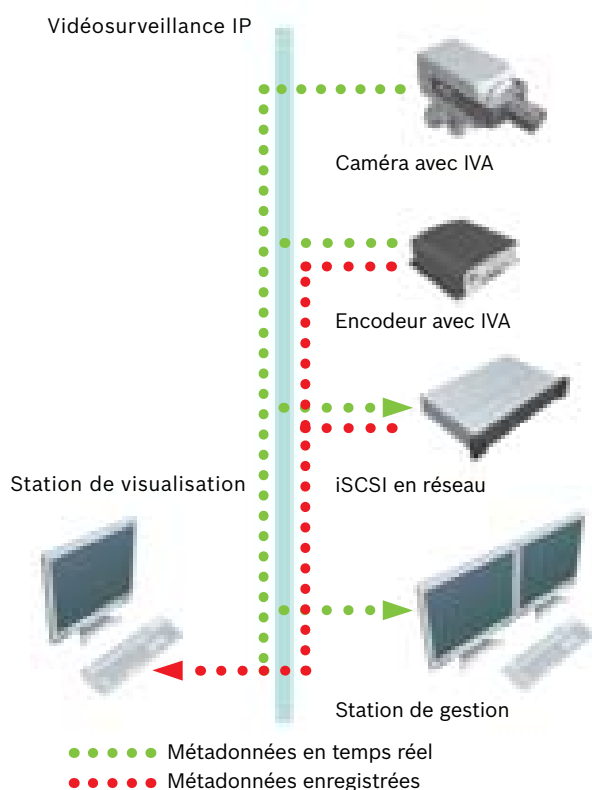 Vidéosurveillance IP
Caméra avec IVA
Encodeur avec IVA
Station de visualisation
iSCSI en réseau
Station de gestion
Métadonnées en temps réel
Métadonnées enregistrées